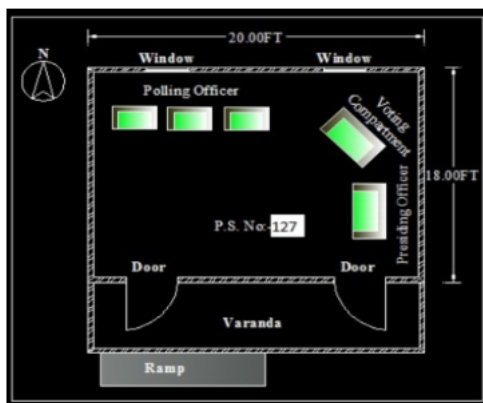 20.00FT
N
Window
Window
Polling Officer
Voting
Compartment
18.00FT
Presiding Officer
P.S. No:-127
Door
Door
Varanda
Ramp